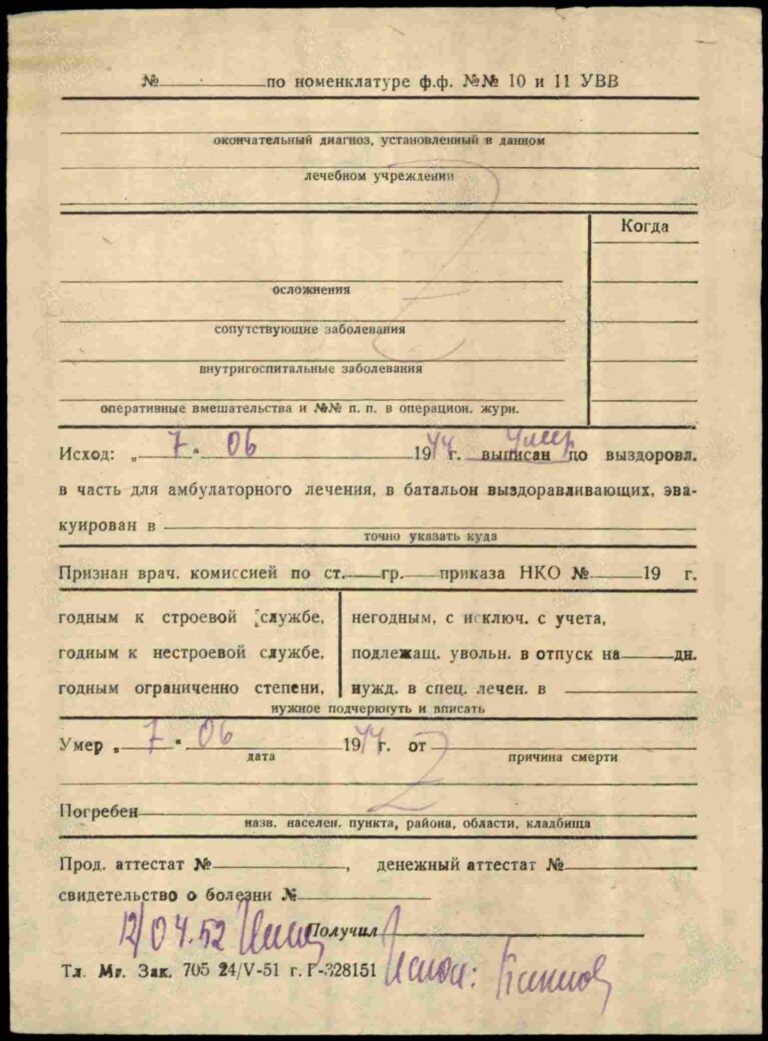 № по номенклатуре ф.ф. №№ 10 и 11 УВВ
окончательный диагноз, установленный в данном
лечебном учреждении
Когда
осложнения
сопутствующие заболевания
внутригоспитальные заболевания
оперативные вмешательства и №№ п. п. в операцион. журн.
Исход: „ 7 “ 06 1944 г. умер выписан по выздоровл.
в часть для амбулаторного лечения, в батальон выздоравливающих, эва-
куирован в
точно указать куда
Признан врач. комиссией по ст. гр. приказа НКО № 19 г.
годным к строевой службе, негодным, с исключ. с учета,
годным к нестроевой службе, подлежащ. увольн. в отпуск на дн.
годным ограниченно степени, нужд. в спец. лечен. в
нужное подчеркнуть и вписать
Умер „ 7 “ 06 1944 г. от
дата причина смерти
Погребен
назв. населен. пункта, района, области, кладбища
Прод. аттестат № , денежный аттестат №
свидетельство о болезни №
12/04.52 Получил
Тл. Мг. Зак. 705 24/V-51 г. Г-328151